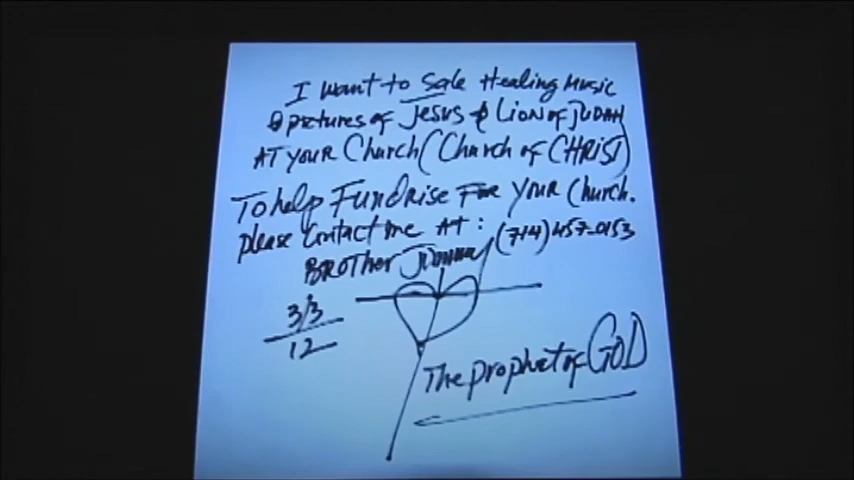 I want to Sale Healing Music
& pictures of Jesus & Lion of JUDAH
AT your Church (Church of CHRIST)
To help Fundrise For your Church.
please Contact me AT: (714) 457-0153
BROTHER
3/3
12
The prophet of GOD